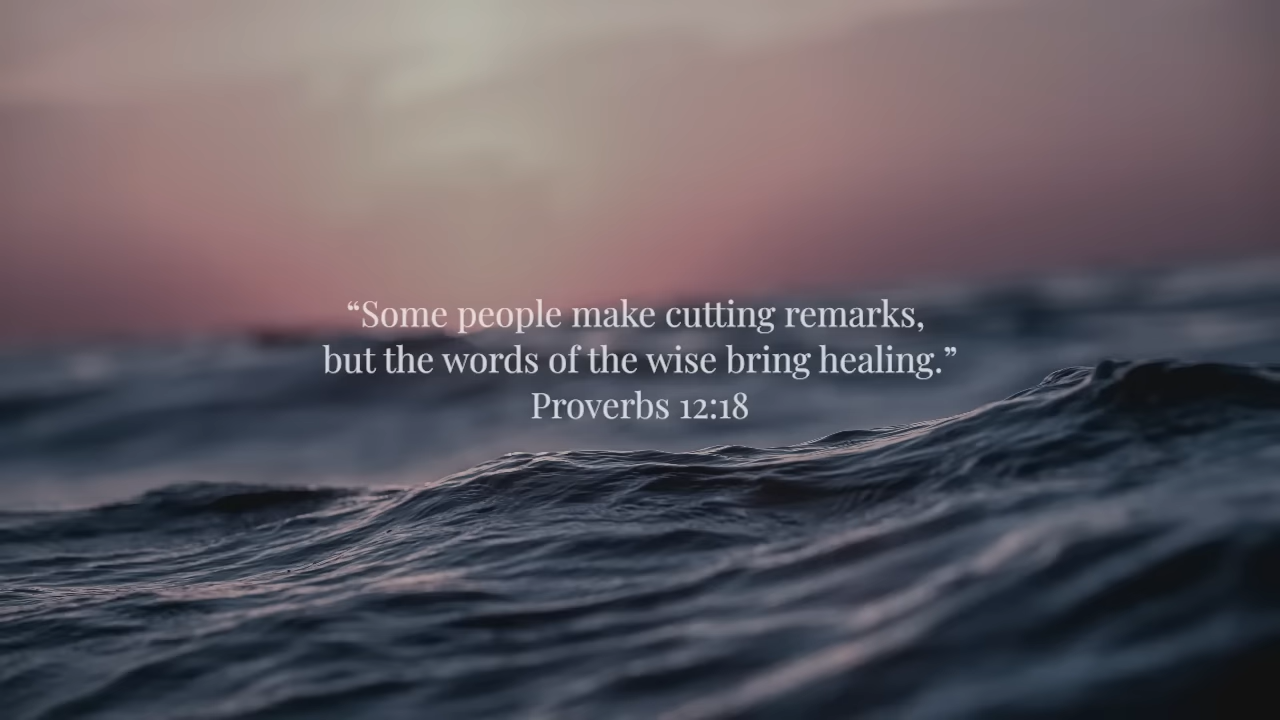 “Some people make cutting remarks,
but the words of the wise bring healing.”
Proverbs 12:18